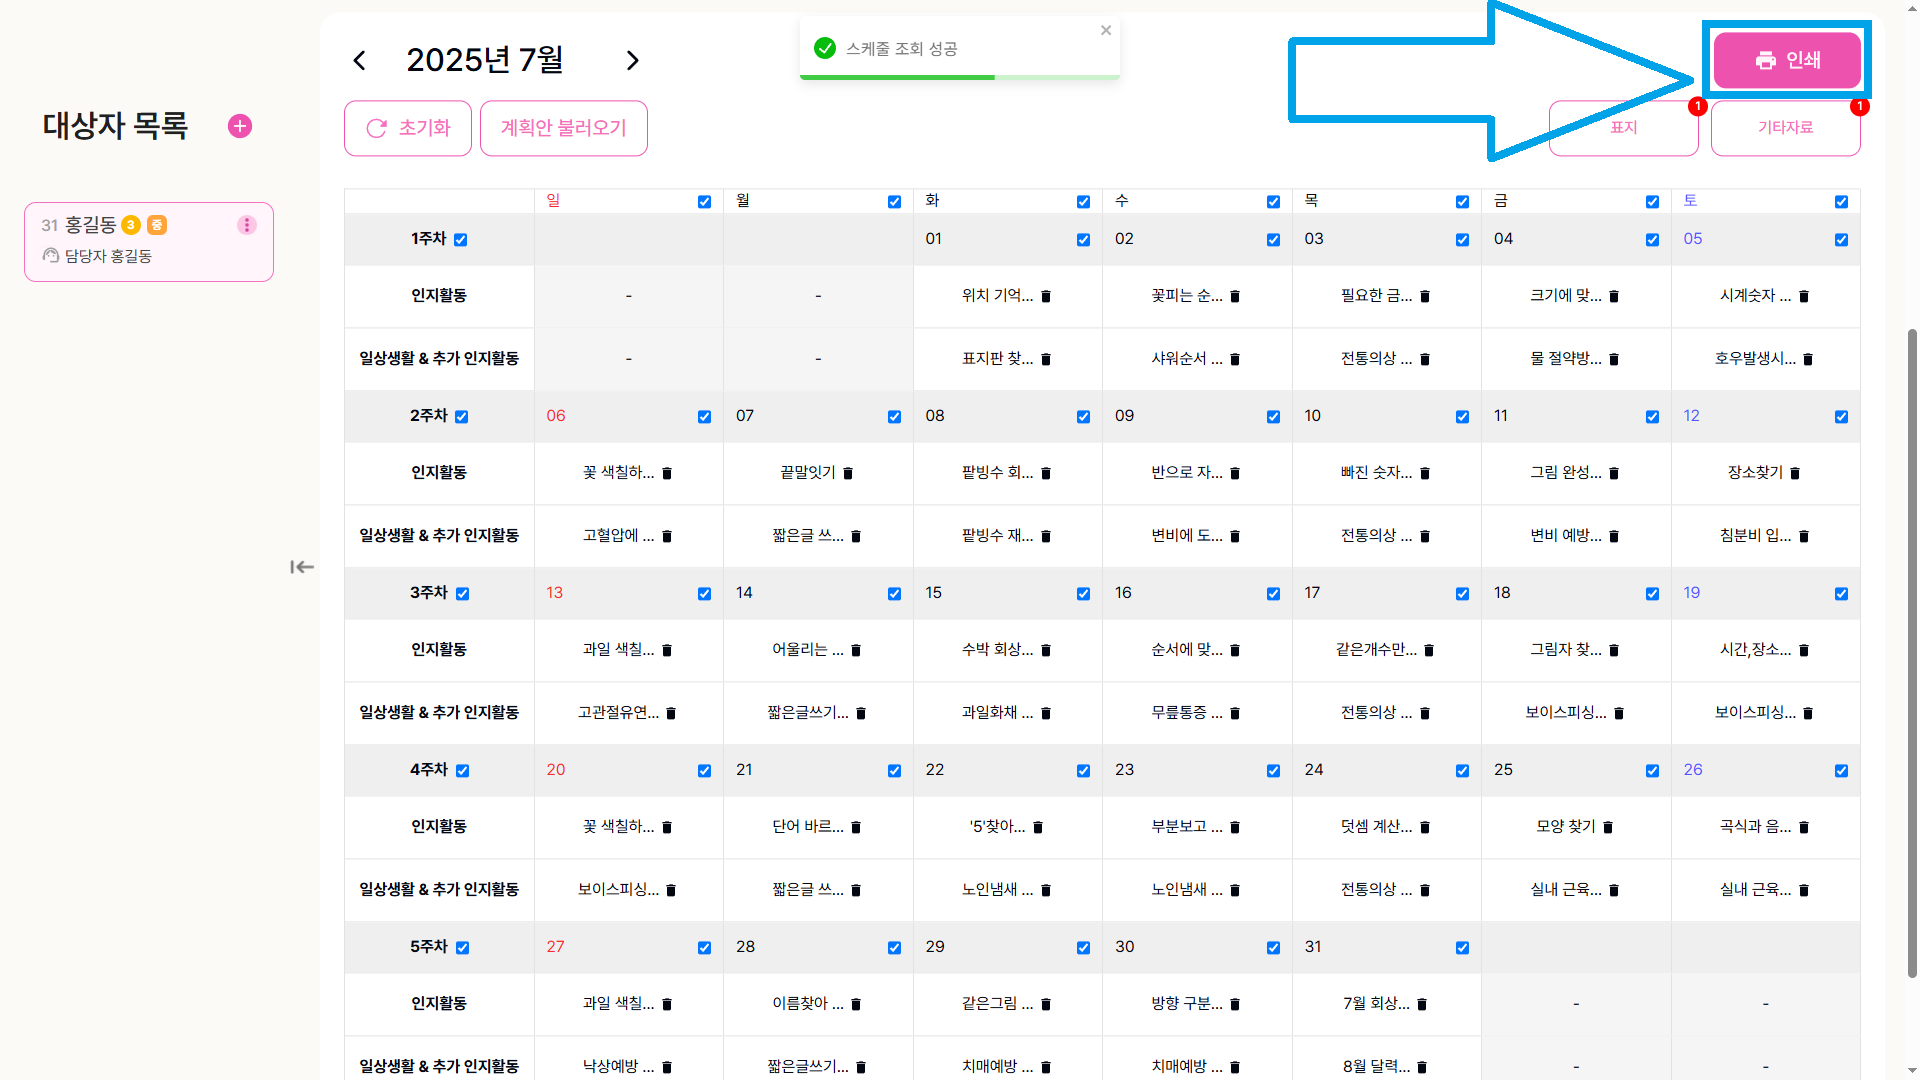 2025년 7월
스케줄 조회 성공
인쇄
대상자 목록
초기화
계획안 불러오기
표지
1
기타자료
1
31 홍길동 3 중
담당자 홍길동
일 월 화 수 목 금 토
1주차 01 02 03 04 05
인지활동 - - 위치 기억... 꽃피는 순... 필요한 금... 크기에 맞... 시계숫자 ...
일상생활 & 추가 인지활동 - - 표지판 찾... 샤워순서 ... 전통의상 ... 물 절약방... 호우발생시...
2주차 06 07 08 09 10 11 12
인지활동 꽃 색칠하... 끝말잇기 팥빙수 회... 반으로 자... 빠진 숫자... 그림 완성... 장소찾기
일상생활 & 추가 인지활동 고혈압에 ... 짧은글 쓰... 팥빙수 재... 변비에 도... 전통의상 ... 변비 예방... 침분비 입...
3주차 13 14 15 16 17 18 19
인지활동 과일 색칠... 어울리는 ... 수박 회상... 순서에 맞... 같은개수만... 그림자 찾... 시간,장소...
일상생활 & 추가 인지활동 고관절유연... 짧은글쓰기... 과일화채 ... 무릎통증 ... 전통의상 ... 보이스피싱... 보이스피싱...
4주차 20 21 22 23 24 25 26
인지활동 꽃 색칠하... 단어 바르... '5'찾아... 부분보고 ... 덧셈 계산... 모양 찾기 곡식과 음...
일상생활 & 추가 인지활동 보이스피싱... 짧은글 쓰... 노인냄새 ... 노인냄새 ... 전통의상 ... 실내 근육... 실내 근육...
5주차 27 28 29 30 31
인지활동 과일 색칠... 이름찾아 ... 같은그림 ... 방향 구분... 7월 회상... - -
일상생활 & 추가 인지활동 낙상예방 ... 짧은글쓰기... 치매예방 ... 치매예방 ... 8월 달력... - -